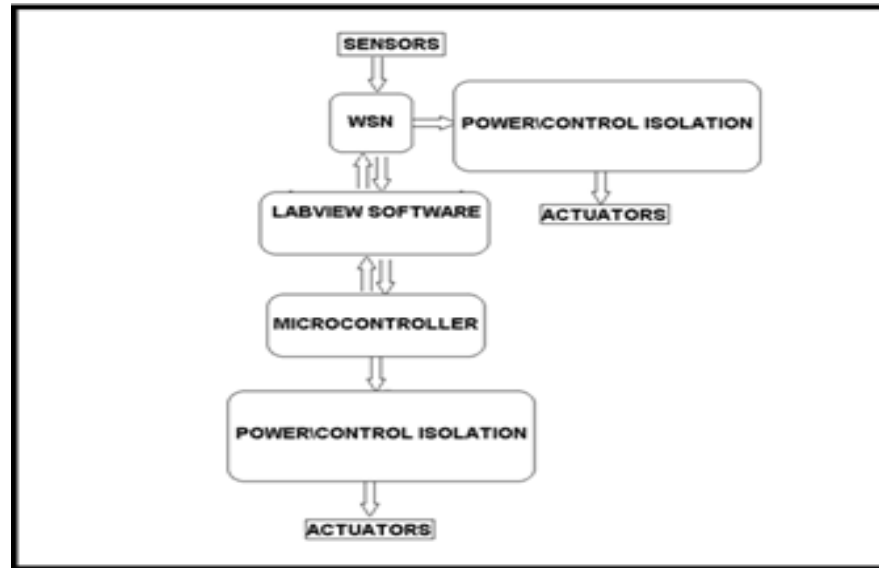 SENSORS
WSN
POWER\CONTROL ISOLATION
ACTUATORS
LABVIEW SOFTWARE
MICROCONTROLLER
POWER\CONTROL ISOLATION
ACTUATORS